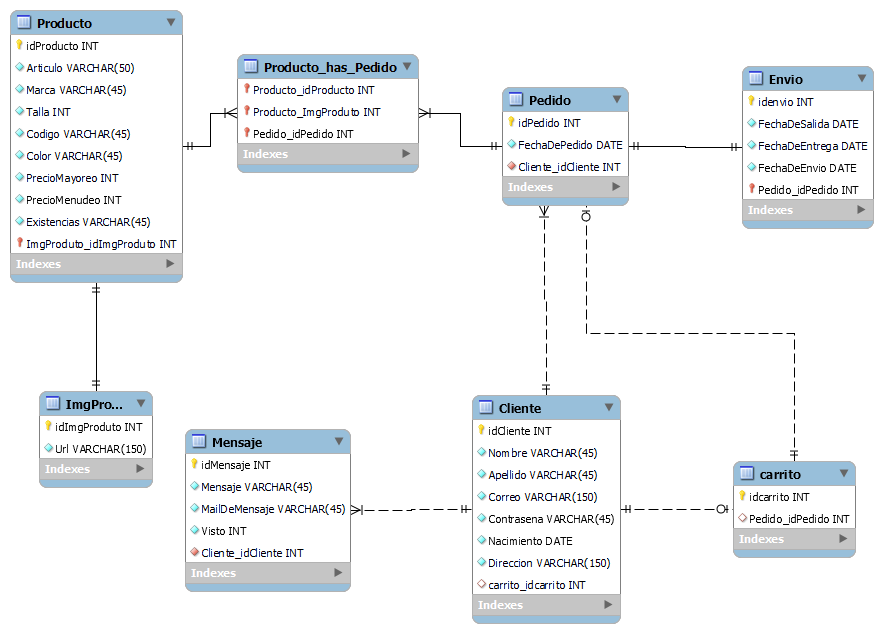 Producto
idProducto INT
Articulo VARCHAR(50)
Marca VARCHAR(45)
Talla INT
Codigo VARCHAR(45)
Color VARCHAR(45)
PrecioMayoreo INT
PrecioMenudeo INT
Existencias VARCHAR(45)
ImgProduto_idImgProduto INT
Indexes
Producto_has_Pedido
Producto_idProducto INT
Producto_ImgProduto INT
Pedido_idPedido INT
Indexes
Pedido
idPedido INT
FechaDePedido DATE
Cliente_idCliente INT
Indexes
Envio
idenvio INT
FechaDeSalida DATE
FechaDeEntrega DATE
FechaDeEnvio DATE
Pedido_idPedido INT
Indexes
ImgPro...
idImgProduto INT
Url VARCHAR(150)
Indexes
Mensaje
idMensaje INT
Mensaje VARCHAR(45)
MailDeMensaje VARCHAR(45)
Visto INT
Cliente_idCliente INT
Indexes
Cliente
idCliente INT
Nombre VARCHAR(45)
Apellido VARCHAR(45)
Correo VARCHAR(150)
Contrasena VARCHAR(45)
Nacimiento DATE
Direccion VARCHAR(150)
carrito_idcarrito INT
Indexes
carrito
idcarrito INT
Pedido_idPedido INT
Indexes